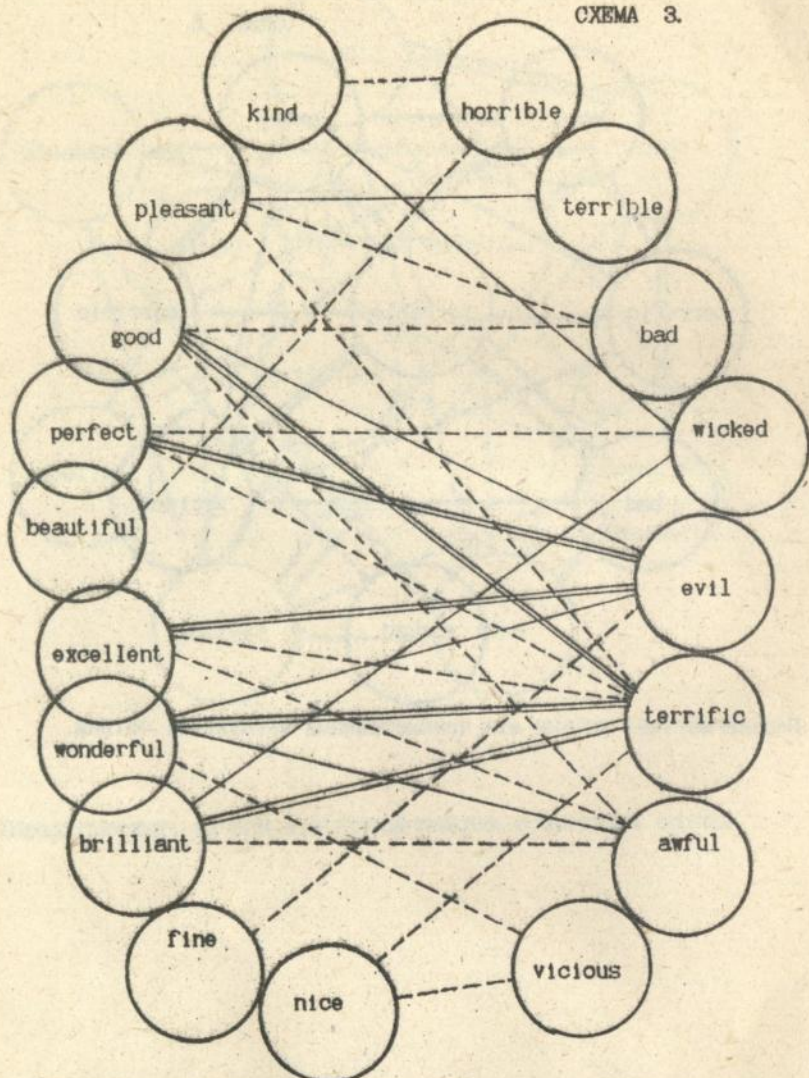 СХЕМА 3.
kind
horrible
pleasant
terrible
good
bad
perfect
wicked
beautiful
evil
excellent
terrific
wonderful
brilliant
awful
fine
vicious
nice